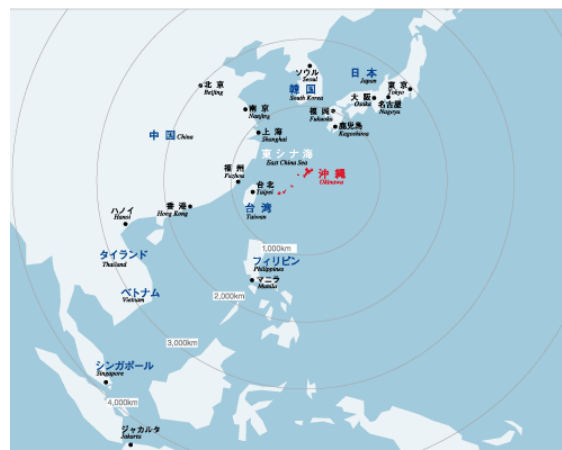 ソウル
Seoul
日本
Japan
北京
Beijing
韓国
South Korea
東京
Tokyo
大阪
Osaka
名古屋
Nagoya
南京
Nanjing
福岡
Fukuoka
鹿児島
Kagoshima
中国 China
上海
Shanghai
東シナ海
East China Sea
福州
Fuzhou
沖縄
Okinawa
台北
Taipei
香港
Hong Kong
台湾
Taiwan
ハノイ
Hanoi
1,000km
タイランド
Thailand
フィリピン
Philippines
マニラ
Manila
ベトナム
Vietnam
2,000km
3,000km
シンガポール
Singapore
4,000km
ジャカルタ
Jakarta